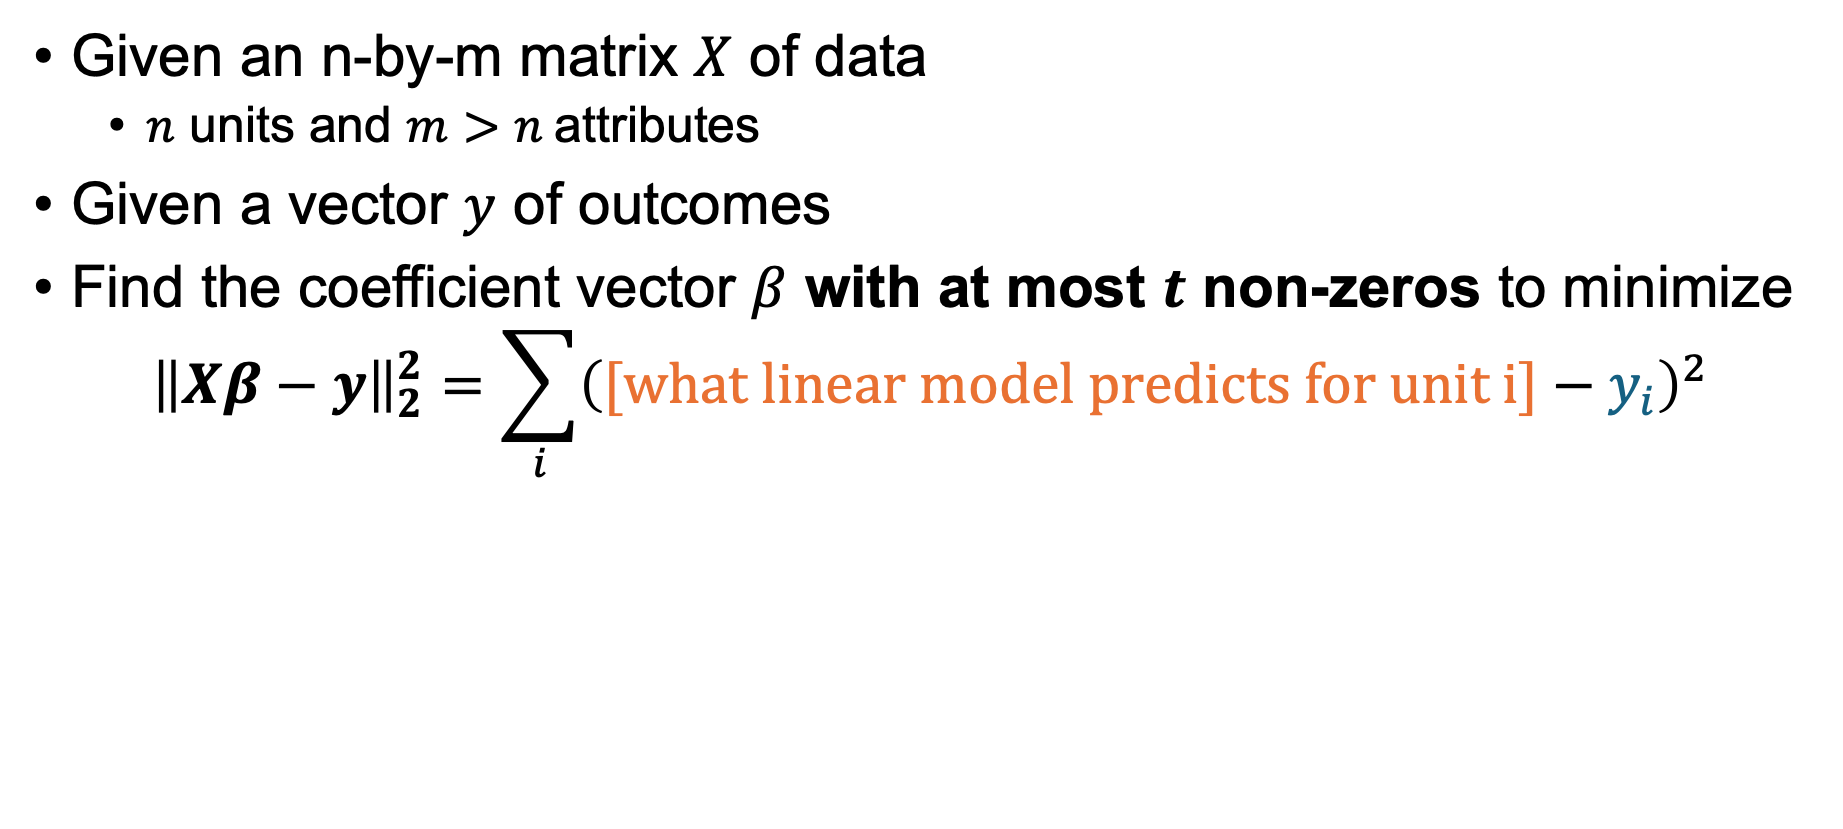 • Given an n-by-m matrix X of data
• n units and m > n attributes
• Given a vector y of outcomes
• Find the coefficient vector β with at most t non-zeros to minimize
‖Xβ − y‖₂² = ∑ᵢ ([what linear model predicts for unit i] − yᵢ)²